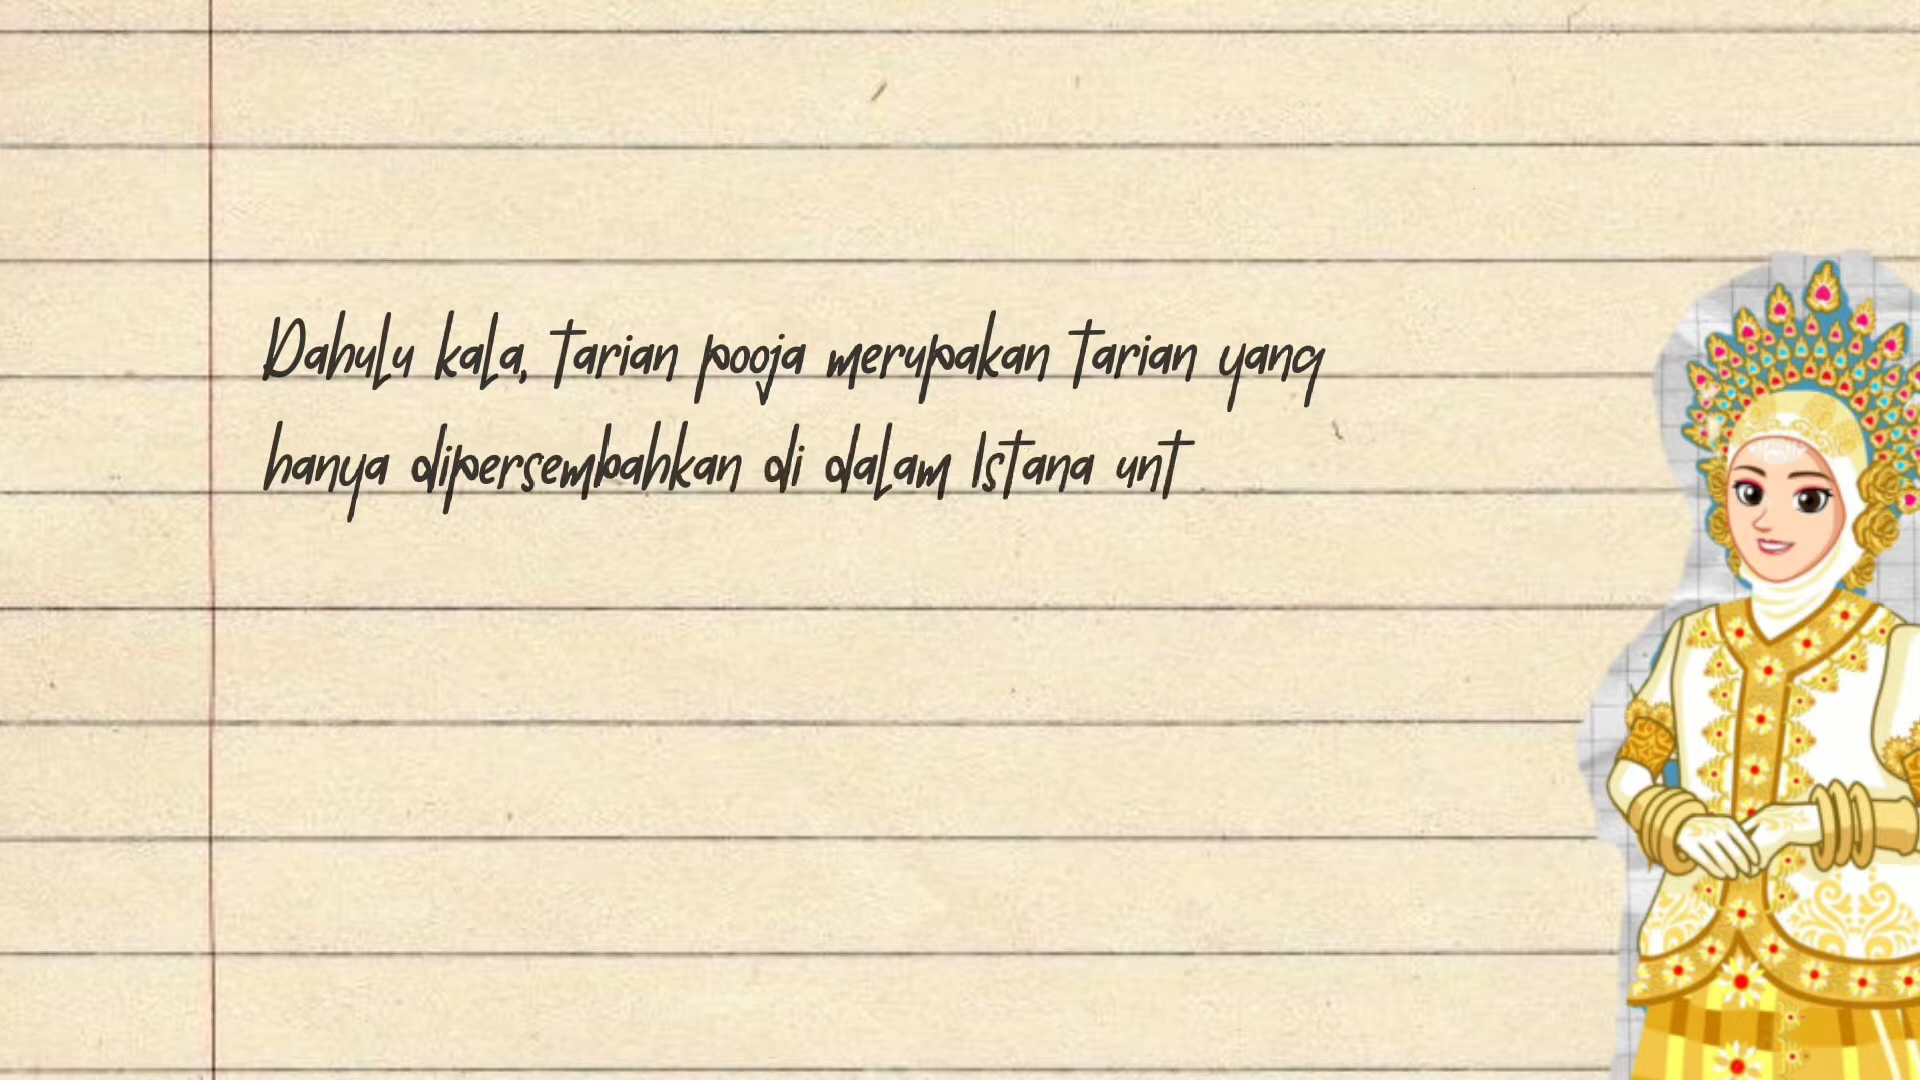 Dahulu kala, tarian pooja merupakan tarian yang
hanya dipersembahkan di dalam Istana unt